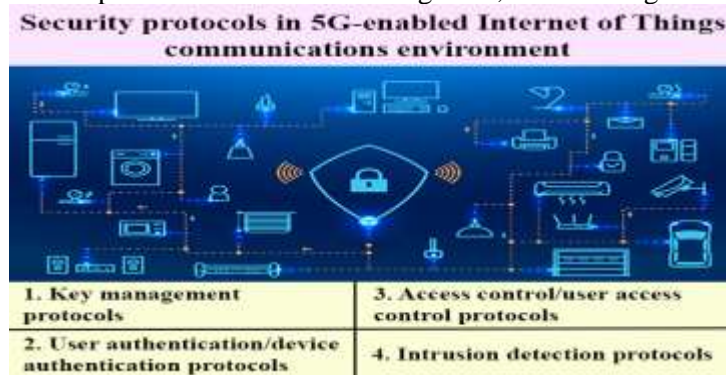 Security protocols in 5G-enabled Internet of Things
communications environment
1. Key management
protocols
3. Access control/user access
control protocols
2. User authentication/device
authentication protocols
4. Intrusion detection protocols